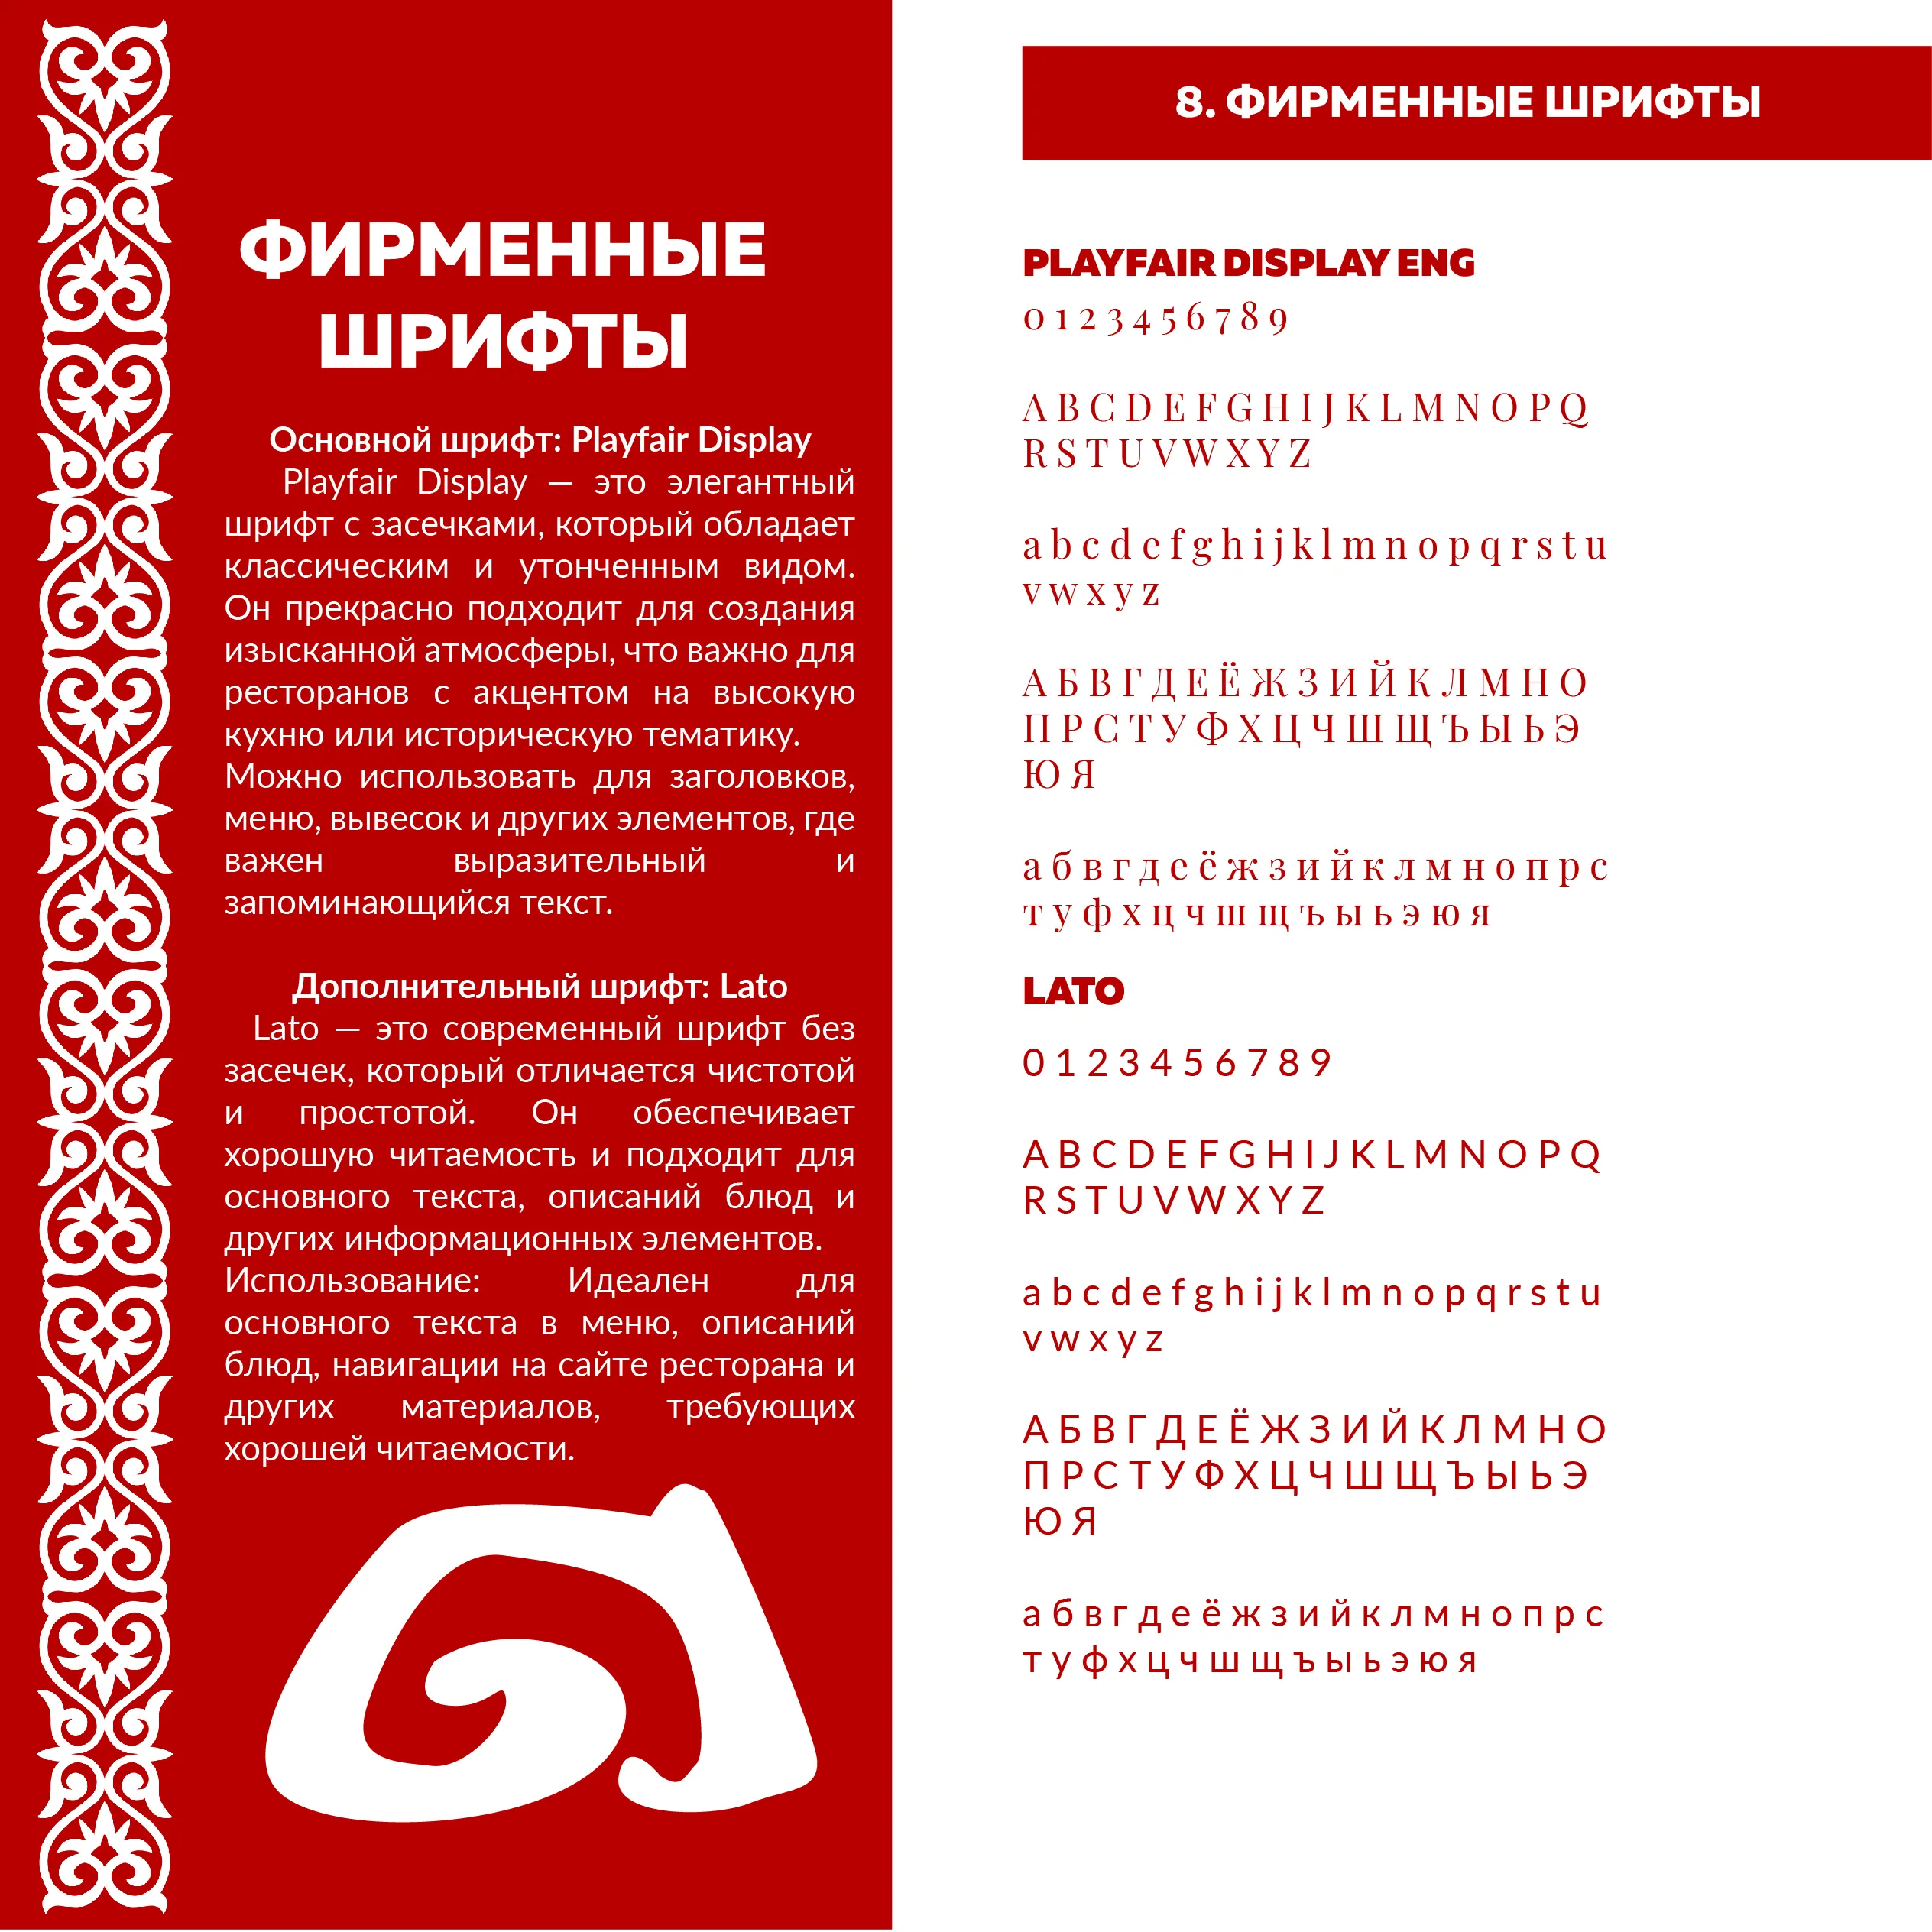 ФИРМЕННЫЕ
ШРИФТЫ
Основной шрифт: Playfair Display
Playfair Display — это элегантный
шрифт с засечками, который обладает
классическим и утонченным видом.
Он прекрасно подходит для создания
изысканной атмосферы, что важно для
ресторанов с акцентом на высокую
кухню или историческую тематику.
Можно использовать для заголовков,
меню, вывесок и других элементов, где
важен выразительный и
запоминающийся текст.
Дополнительный шрифт: Lato
Lato — это современный шрифт без
засечек, который отличается чистотой
и простотой. Он обеспечивает
хорошую читаемость и подходит для
основного текста, описаний блюд и
других информационных элементов.
Использование: Идеален для
основного текста в меню, описаний
блюд, навигации на сайте ресторана и
других материалов, требующих
хорошей читаемости.
8. ФИРМЕННЫЕ ШРИФТЫ
PLAYFAIR DISPLAY ENG
0 1 2 3 4 5 6 7 8 9
A B C D E F G H I J K L M N O P Q
R S T U V W X Y Z
a b c d e f g h i j k l m n o p q r s t u
v w x y z
А Б В Г Д Е Ё Ж З И Й К Л М Н О
П Р С Т У Ф Х Ц Ч Ш Щ Ъ Ы Ь Э
Ю Я
а б в г д е ё ж з и й к л м н о п р с
т у ф х ц ч ш щ ъ ы ь э ю я
LATO
0 1 2 3 4 5 6 7 8 9
A B C D E F G H I J K L M N O P Q
R S T U V W X Y Z
a b c d e f g h i j k l m n o p q r s t u
v w x y z
А Б В Г Д Е Ё Ж З И Й К Л М Н О
П Р С Т У Ф Х Ц Ч Ш Щ Ъ Ы Ь Э
Ю Я
а б в г д е ё ж з и й к л м н о п р с
т у ф х ц ч ш щ ъ ы ь э ю я